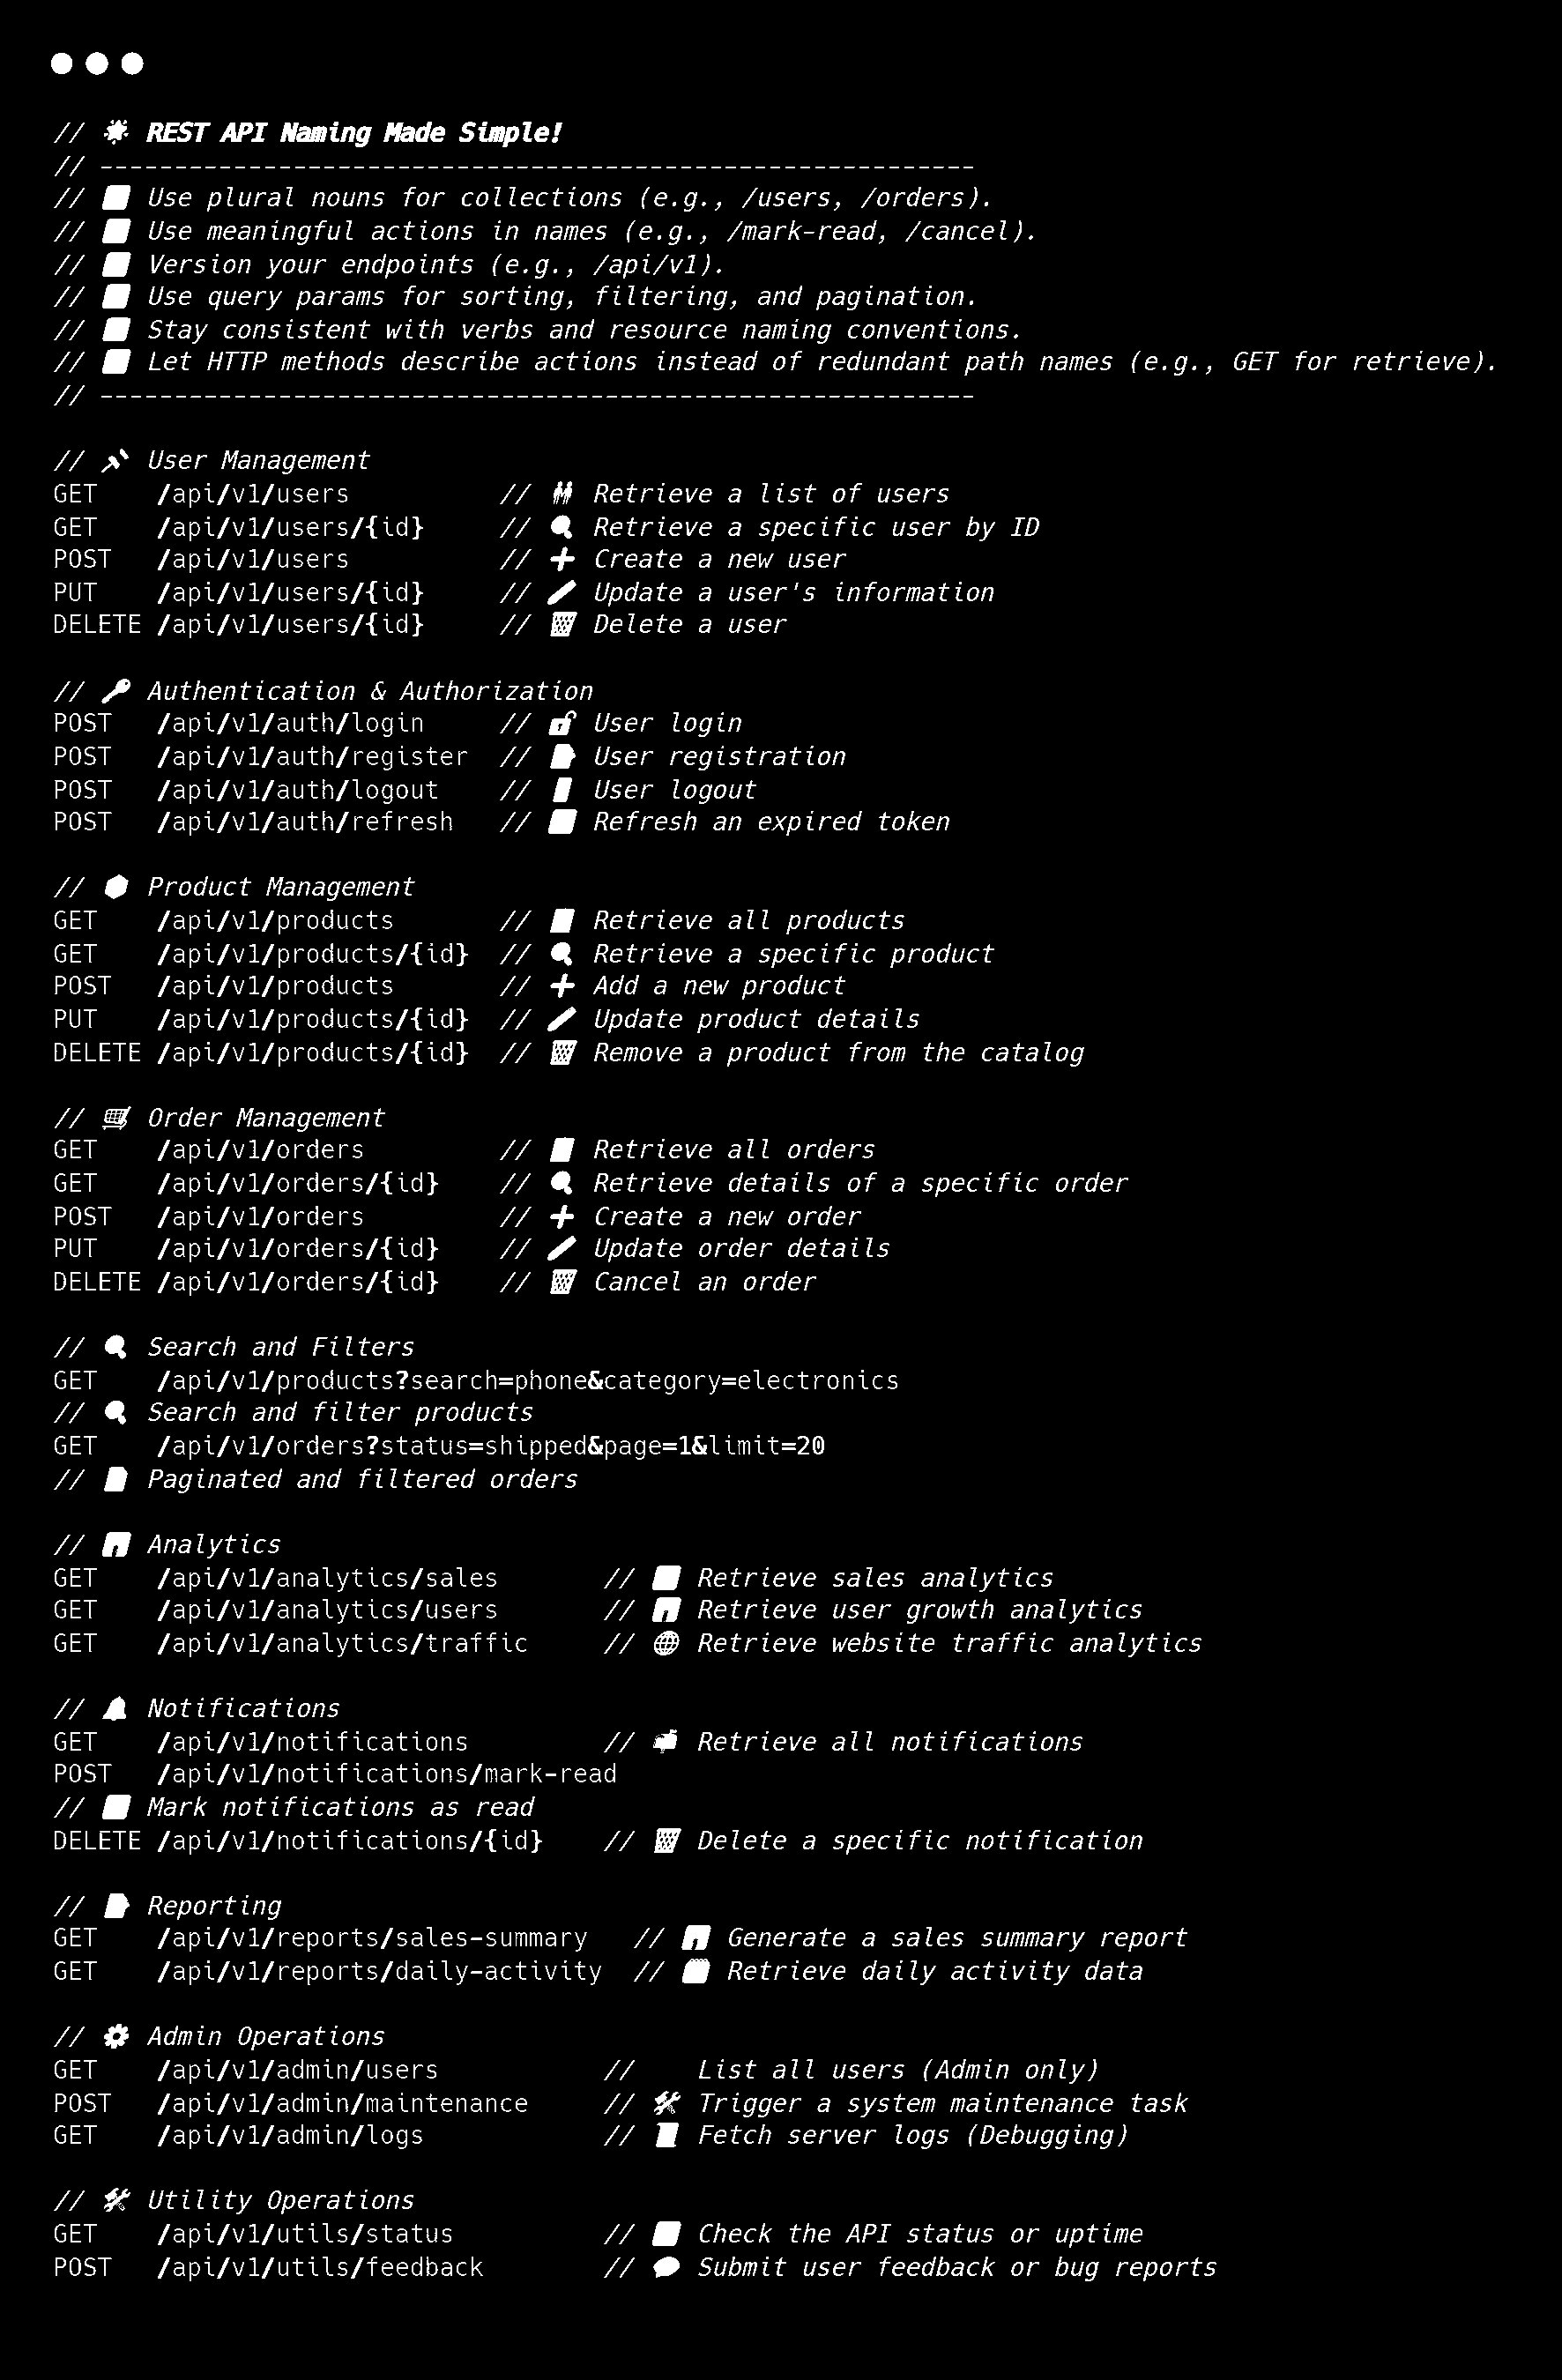 // REST API Naming Made Simple!
// -----------------------------------------------------------
// Use plural nouns for collections (e.g., /users, /orders).
// Use meaningful actions in names (e.g., /mark-read, /cancel).
// Version your endpoints (e.g., /api/v1).
// Use query params for sorting, filtering, and pagination.
// Stay consistent with verbs and resource naming conventions.
// Let HTTP methods describe actions instead of redundant path names (e.g., GET for retrieve).
// -----------------------------------------------------------
// User Management
GET /api/v1/users // Retrieve a list of users
GET /api/v1/users/{id} // Retrieve a specific user by ID
POST /api/v1/users // Create a new user
PUT /api/v1/users/{id} // Update a user's information
DELETE /api/v1/users/{id} // Delete a user
// Authentication & Authorization
POST /api/v1/auth/login // User login
POST /api/v1/auth/register // User registration
POST /api/v1/auth/logout // User logout
POST /api/v1/auth/refresh // Refresh an expired token
// Product Management
GET /api/v1/products // Retrieve all products
GET /api/v1/products/{id} // Retrieve a specific product
POST /api/v1/products // Add a new product
PUT /api/v1/products/{id} // Update product details
DELETE /api/v1/products/{id} // Remove a product from the catalog
// Order Management
GET /api/v1/orders // Retrieve all orders
GET /api/v1/orders/{id} // Retrieve details of a specific order
POST /api/v1/orders // Create a new order
PUT /api/v1/orders/{id} // Update order details
DELETE /api/v1/orders/{id} // Cancel an order
// Search and Filters
GET /api/v1/products?search=phone&category=electronics
// Search and filter products
GET /api/v1/orders?status=shipped&page=1&limit=20
// Paginated and filtered orders
// Analytics
GET /api/v1/analytics/sales // Retrieve sales analytics
GET /api/v1/analytics/users // Retrieve user growth analytics
GET /api/v1/analytics/traffic // Retrieve website traffic analytics
// Notifications
GET /api/v1/notifications // Retrieve all notifications
POST /api/v1/notifications/mark-read
// Mark notifications as read
DELETE /api/v1/notifications/{id} // Delete a specific notification
// Reporting
GET /api/v1/reports/sales-summary // Generate a sales summary report
GET /api/v1/reports/daily-activity // Retrieve daily activity data
// Admin Operations
GET /api/v1/admin/users // List all users (Admin only)
POST /api/v1/admin/maintenance // Trigger a system maintenance task
GET /api/v1/admin/logs // Fetch server logs (Debugging)
// Utility Operations
GET /api/v1/utils/status // Check the API status or uptime
POST /api/v1/utils/feedback // Submit user feedback or bug reports